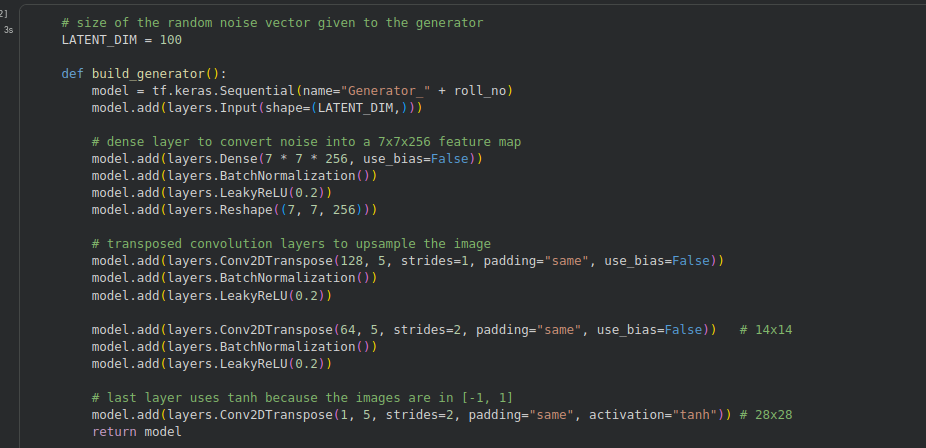 2]
3s
# size of the random noise vector given to the generator
LATENT_DIM = 100

def build_generator():
    model = tf.keras.Sequential(name="Generator_" + roll_no)
    model.add(layers.Input(shape=(LATENT_DIM,)))

    # dense layer to convert noise into a 7x7x256 feature map
    model.add(layers.Dense(7 * 7 * 256, use_bias=False))
    model.add(layers.BatchNormalization())
    model.add(layers.LeakyReLU(0.2))
    model.add(layers.Reshape((7, 7, 256)))

    # transposed convolution layers to upsample the image
    model.add(layers.Conv2DTranspose(128, 5, strides=1, padding="same", use_bias=False))
    model.add(layers.BatchNormalization())
    model.add(layers.LeakyReLU(0.2))

    model.add(layers.Conv2DTranspose(64, 5, strides=2, padding="same", use_bias=False))   # 14x14
    model.add(layers.BatchNormalization())
    model.add(layers.LeakyReLU(0.2))

    # last layer uses tanh because the images are in [-1, 1]
    model.add(layers.Conv2DTranspose(1, 5, strides=2, padding="same", activation="tanh")) # 28x28
    return model